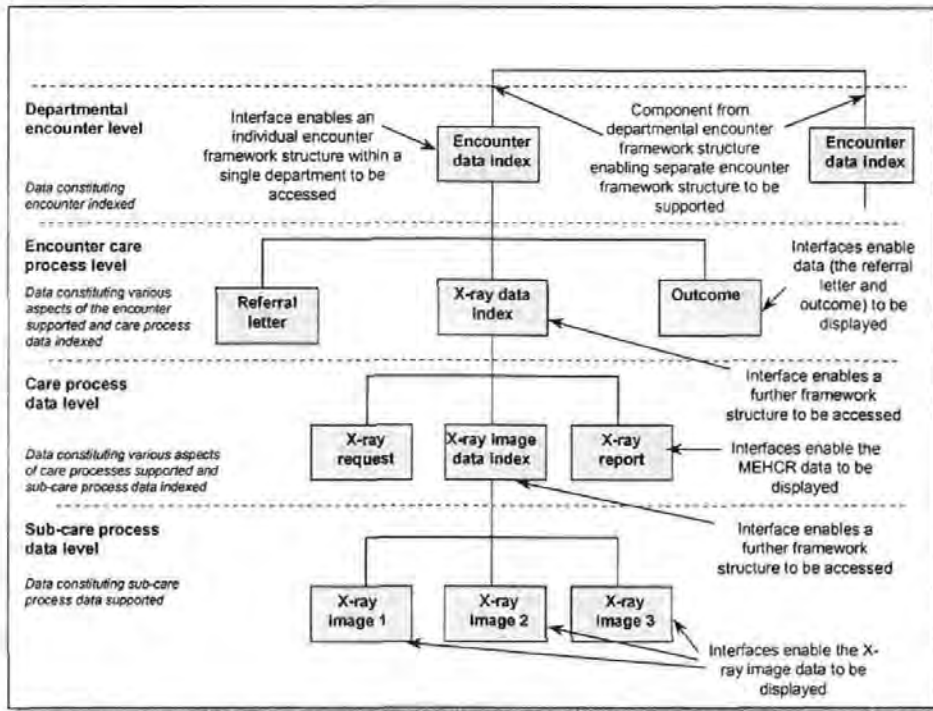 Departmental
encounter level
Data constituting
encounter indexed
Interface enables an
individual encounter
framework structure within a
single department to be
accessed
Encounter
data index
Component from
departmental encounter
framework structure
enabling separate encounter
framework structure to be
supported
Encounter
data index
Encounter care
process level
Data constituting various
aspects of the encounter
supported and care process
data indexed
Referral
letter
X-ray data
index
Outcome
Interfaces enable
data (the referral
letter and
outcome) to be
displayed
Care process
data level
Data constituting various aspects
of care processes supported and
sub-care process data indexed
X-ray
request
X-ray image
data index
X-ray
report
Interface enables a
further framework
structure to be accessed
Interfaces enable the
MEHCR data to be
displayed
Sub-care process
data level
Data constituting sub-care
process data supported
Interface enables a
further framework
structure to be accessed
X-ray
image 1
X-ray
image 2
X-ray
image 3
Interfaces enable the X-
ray image data to be
displayed